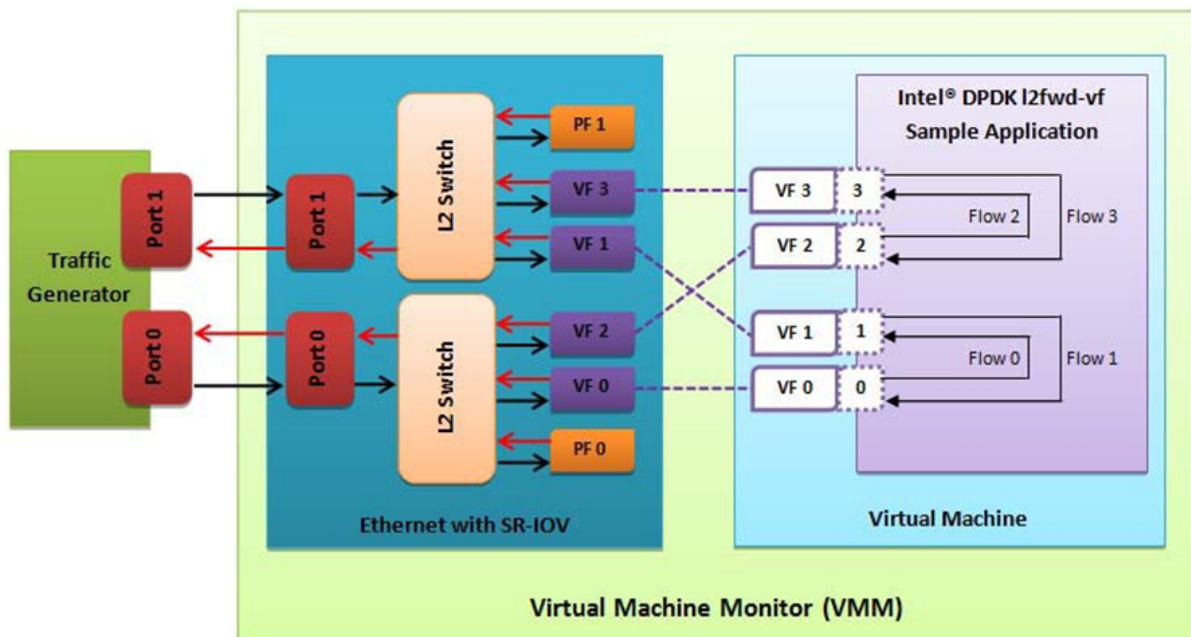 Traffic
Generator
Port 1
Port 0
Port 1
Port 0
L2 Switch
L2 Switch
PF 1
VF 3
VF 1
VF 2
VF 0
PF 0
Ethernet with SR-IOV
Intel® DPDK l2fwd-vf
Sample Application
VF 3
3
VF 2
2
Flow 2
Flow 3
VF 1
1
VF 0
0
Flow 0
Flow 1
Virtual Machine
Virtual Machine Monitor (VMM)